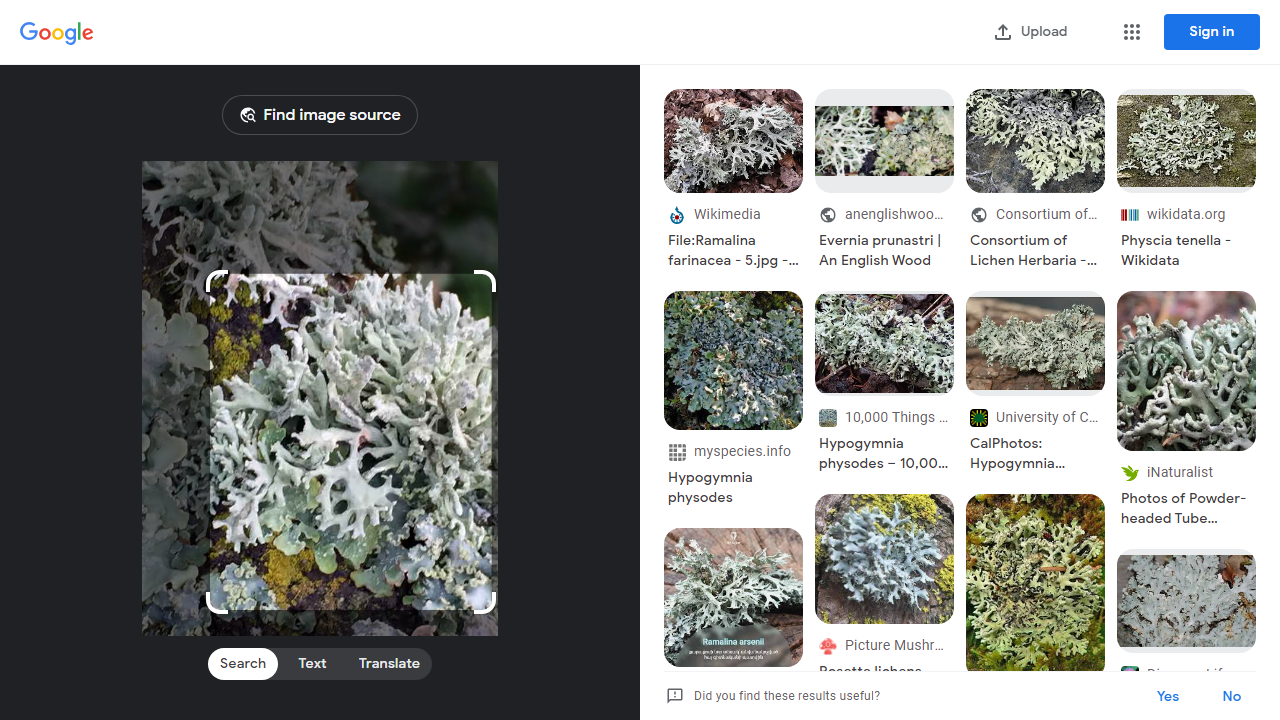 Google
Upload
Sign in
Find image source
Search
Text
Translate
Wikimedia
File:Ramalina
farinacea - 5.jpg -...
anenglishwoo...
Evernia prunastri |
An English Wood
Consortium of...
Consortium of
Lichen Herbaria -...
wikidata.org
Physcia tenella -
Wikidata
myspecies.info
Hypogymnia
physodes
10,000 Things ...
Hypogymnia
physodes – 10,00...
University of C...
CalPhotos:
Hypogymnia...
iNaturalist
Photos of Powder-
headed Tube...
Ramalina arsenii
Picture Mushr...
Rosette lichens
Did you find these results useful?
Yes
No